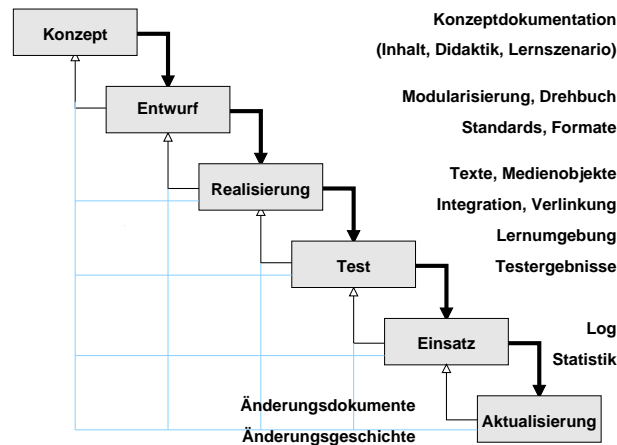 Konzept
Konzeptdokumentation
(Inhalt, Didaktik, Lernszenario)
Entwurf
Modularisierung, Drehbuch
Standards, Formate
Realisierung
Texte, Medienobjekte
Integration, Verlinkung
Lernumgebung
Test
Testergebnisse
Einsatz
Log
Statistik
Änderungsdokumente
Änderungsgeschichte
Aktualisierung